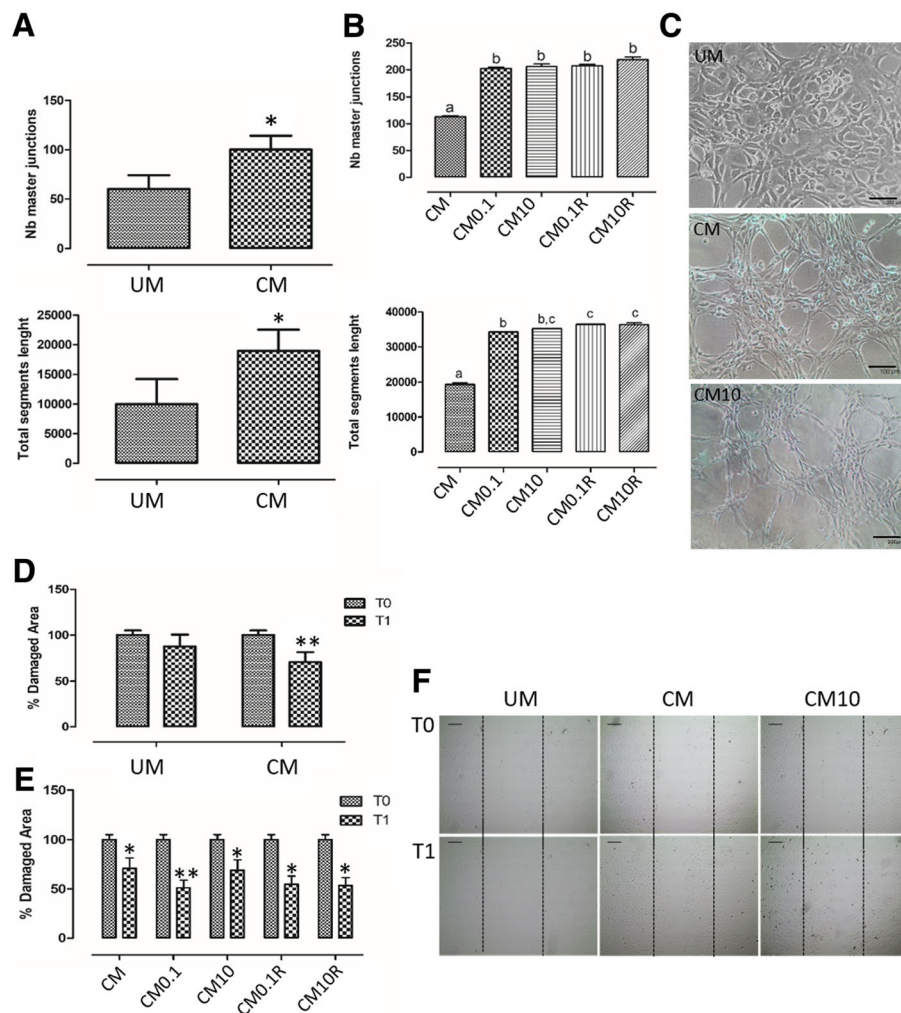 A
Nb master junctions
150
100
50
0
*
UM
CM
Total segments lenght
25000
20000
15000
10000
5000
0
*
UM
CM
B
Nb master junctions
250
200
150
100
50
0
a
b
b
b
b
CM
CM0.1
CM10
CM0.1R
CM10R
Total segments lenght
40000
30000
20000
10000
0
a
b
b,c
c
c
CM
CM0.1
CM10
CM0.1R
CM10R
C
UM
CM
100 µm
CM10
D
% Damaged Area
150
100
50
0
**
T0
T1
UM
CM
E
% Damaged Area
150
100
50
0
*
**
*
*
*
T0
T1
CM
CM0.1
CM10
CM0.1R
CM10R
F
UM
CM
CM10
T0
T1